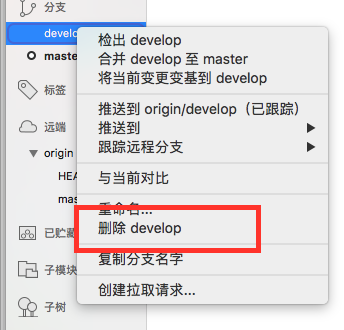 分支
develo
maste
标签
远端
origin
HEA
mas
已贮藏
子模块
子树
检出 develop
合并 develop 至 master
将当前变更变基到 develop
推送到 origin/develop（已跟踪）
推送到
跟踪远程分支
与当前对比
重命名...
删除 develop
复制分支名字
创建拉取请求...